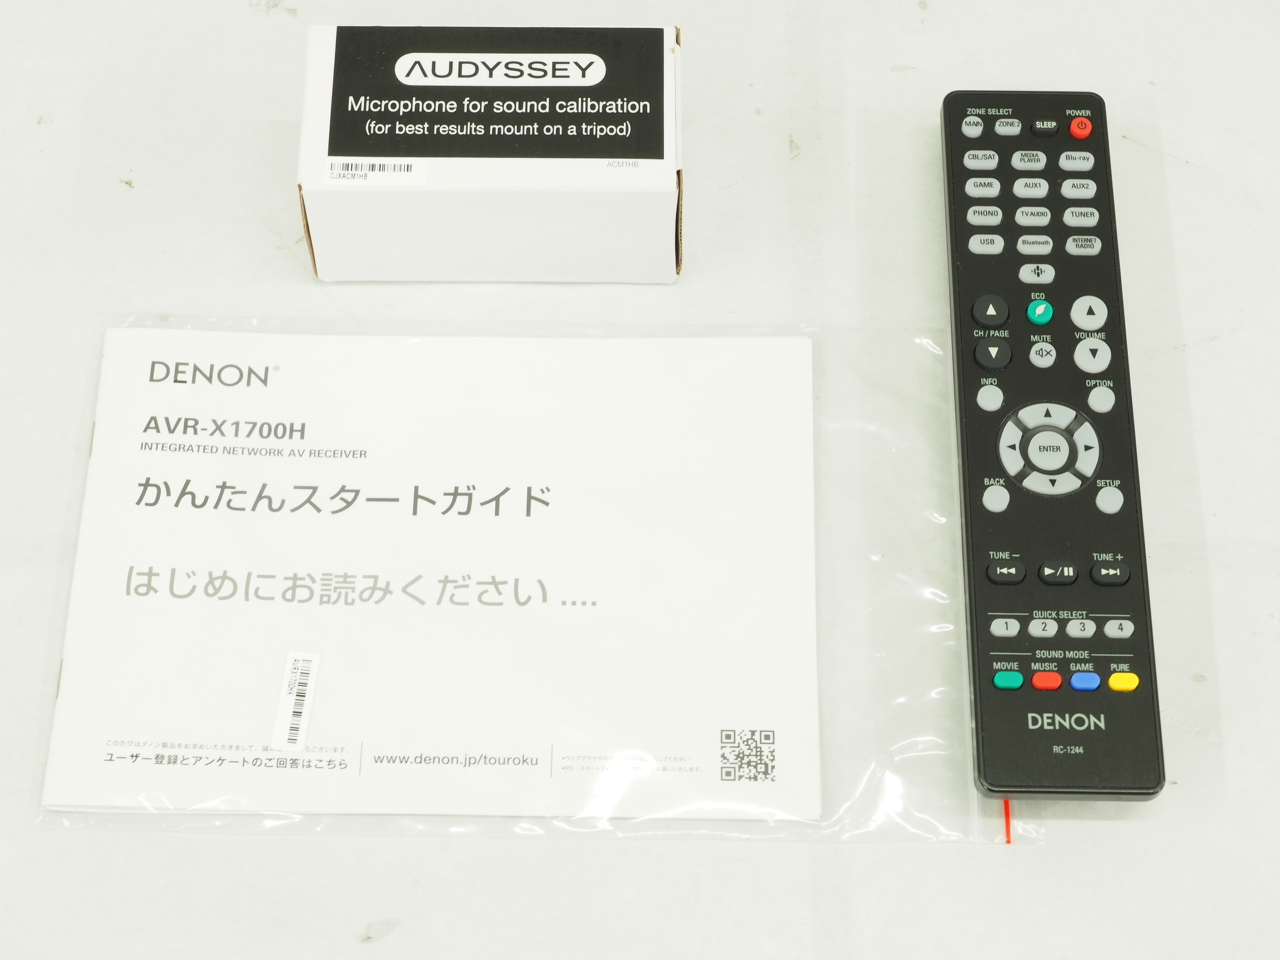 AUDYSSEY
Microphone for sound calibration
(for best results mount on a tripod)
CJXACM1HB
ACM1HB
DENON
AVR-X1700H
INTEGRATED NETWORK AV RECEIVER
かんたんスタートガイド
はじめにお読みください ....
AVRX1700HK
ユーザー登録とアンケートのご回答はこちら
www.denon.jp/touroku
ZONE SELECT
POWER
MAIN ZONE 2 SLEEP
CBL/SAT MEDIA PLAYER Blu-ray
GAME AUX1 AUX2
PHONO TV AUDIO TUNER
USB Bluetooth INTERNET RADIO
ECO
CH / PAGE
MUTE
VOLUME
INFO
OPTION
ENTER
BACK
SETUP
TUNE −
TUNE +
QUICK SELECT
1 2 3 4
SOUND MODE
MOVIE MUSIC GAME PURE
DENON
RC-1244